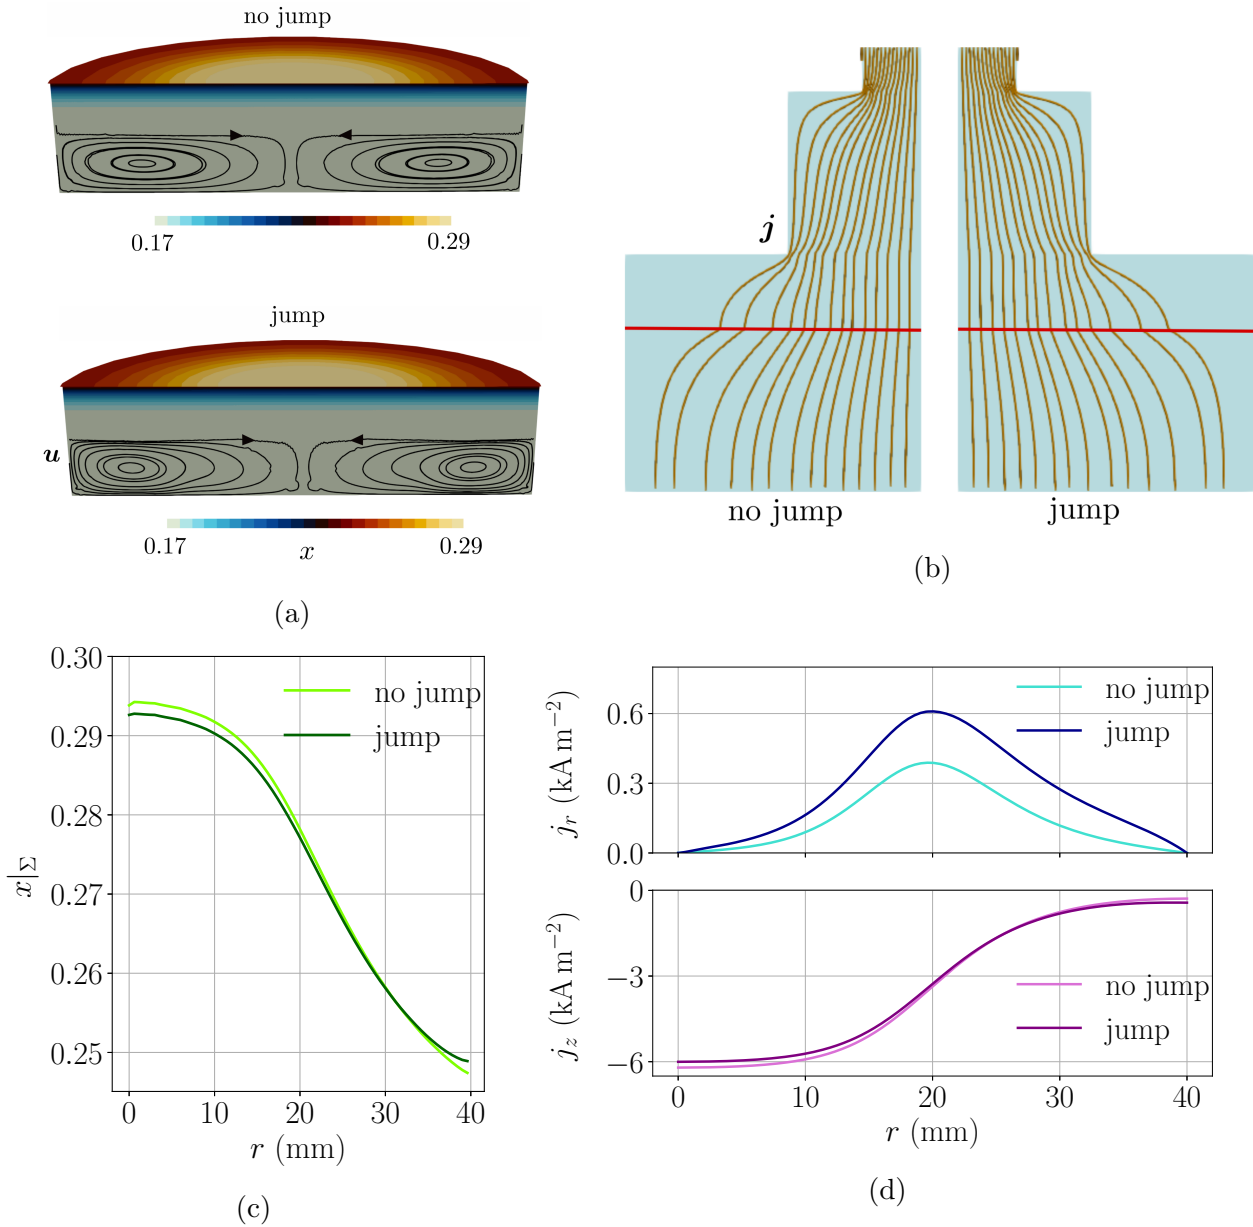 no jump
0.17 0.29
jump
u
0.17 0.29
x
(a)
j
no jump jump
(b)
0.30
0.29
0.28
0.27
0.26
0.25
x|Σ
no jump
jump
0 10 20 30 40
r (mm)
(c)
0.6
0.3
0.0
j_r (kA m⁻²)
no jump
jump
0
−3
−6
j_z (kA m⁻²)
no jump
jump
0 10 20 30 40
r (mm)
(d)